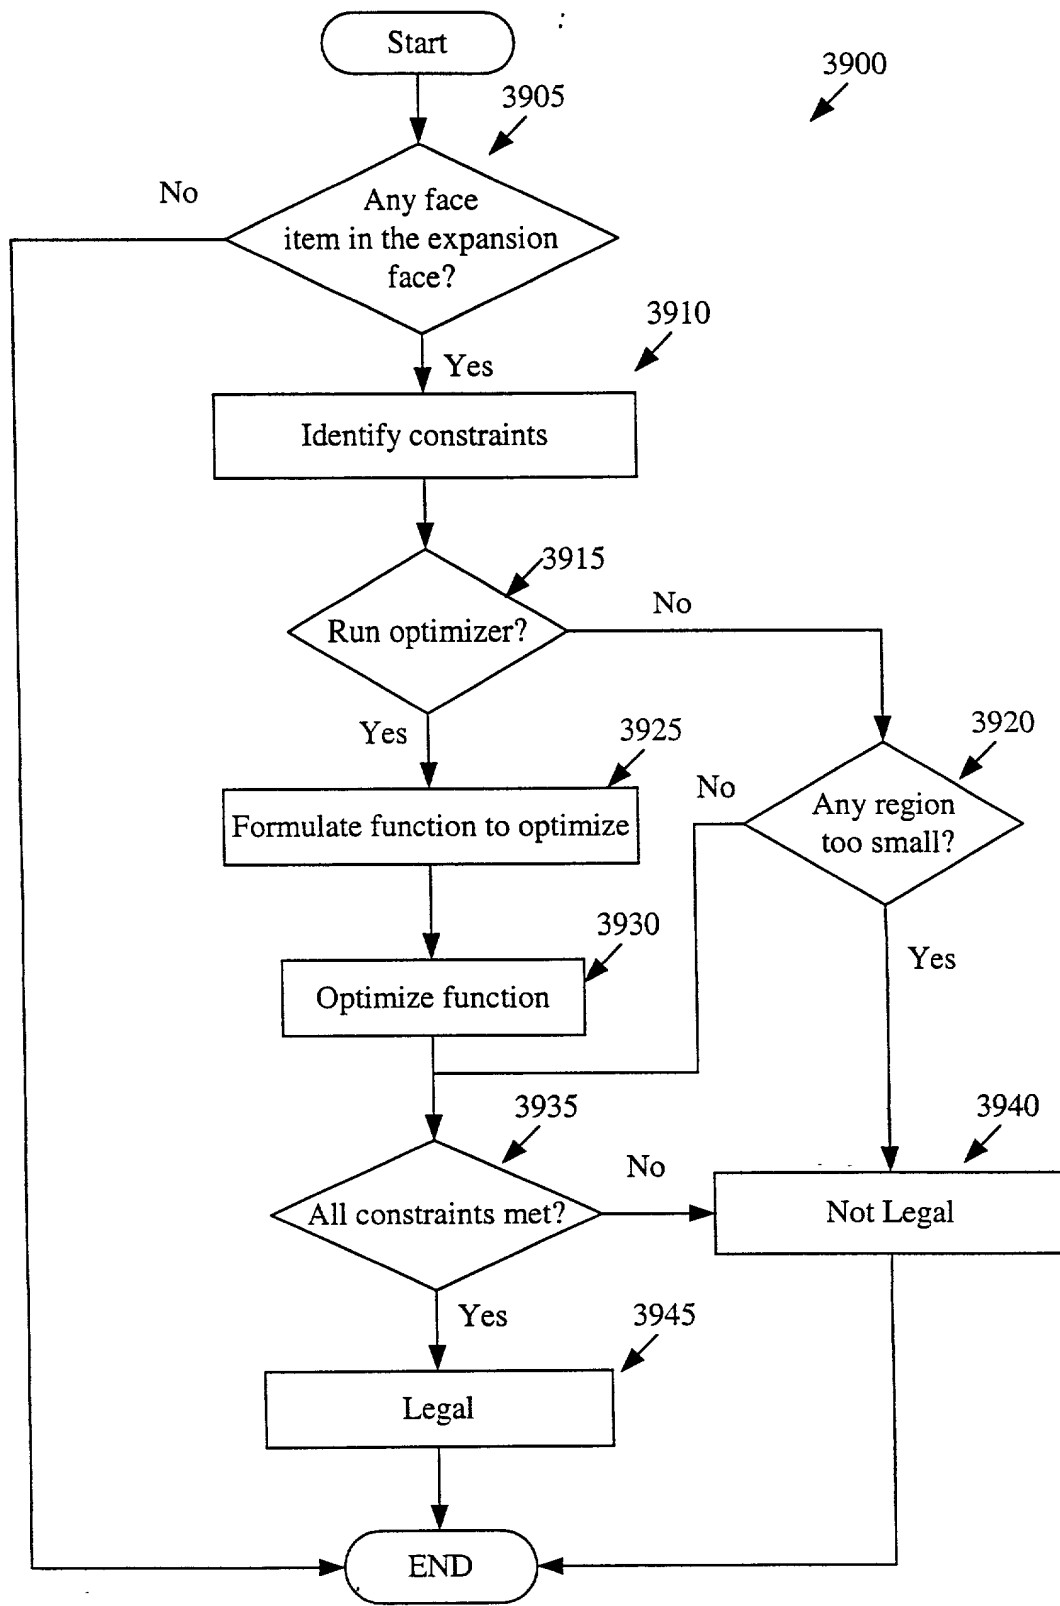 Start
3900
3905
No
Any face
item in the expansion
face?
3910
Yes
Identify constraints
3915
No
Run optimizer?
Yes
3925
3920
No
Any region
too small?
Formulate function to optimize
3930
Yes
Optimize function
3935
3940
No
All constraints met?
Not Legal
Yes
3945
Legal
END